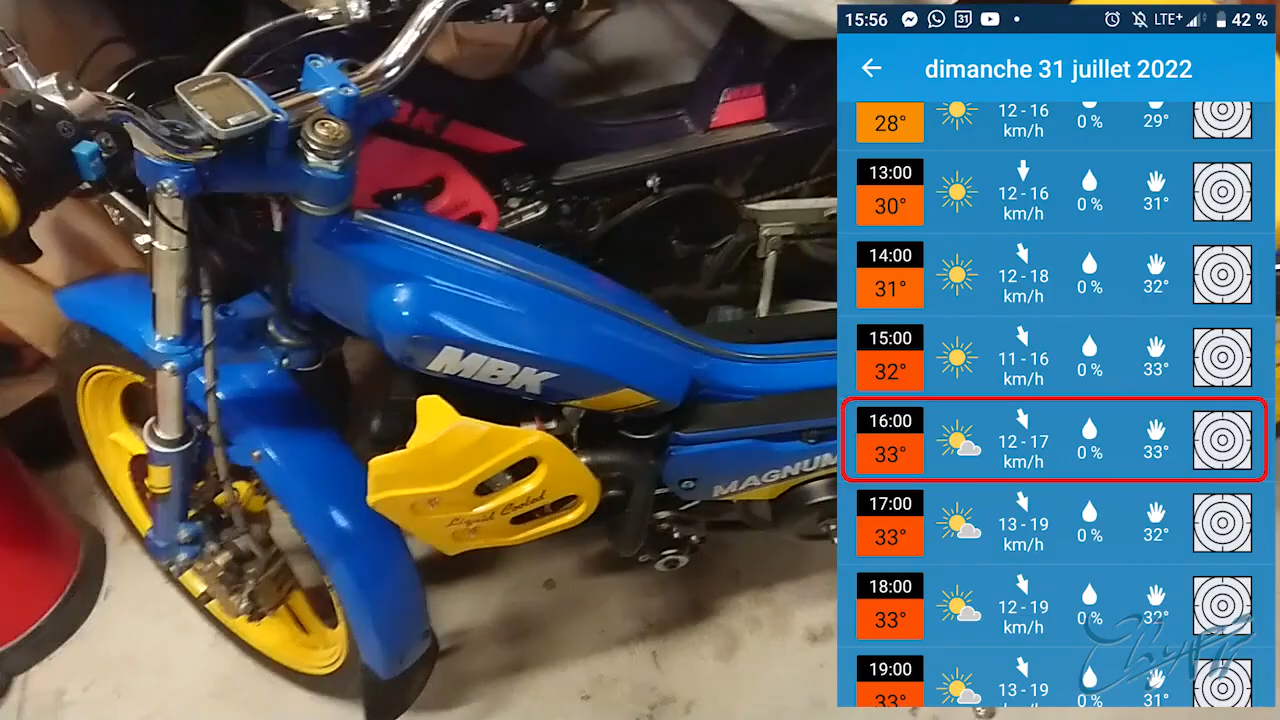 MBK
Liquid Cooled
MAGNUM
15:56
31
LTE+
42 %
dimanche 31 juillet 2022
28°
12 - 16
km/h
0 %
29°
13:00
30°
12 - 16
km/h
0 %
31°
14:00
31°
12 - 18
km/h
0 %
32°
15:00
32°
11 - 16
km/h
0 %
33°
16:00
33°
12 - 17
km/h
0 %
33°
17:00
33°
13 - 19
km/h
0 %
32°
18:00
33°
12 - 19
km/h
0 %
32°
19:00
33°
13 - 19
0 %
31°